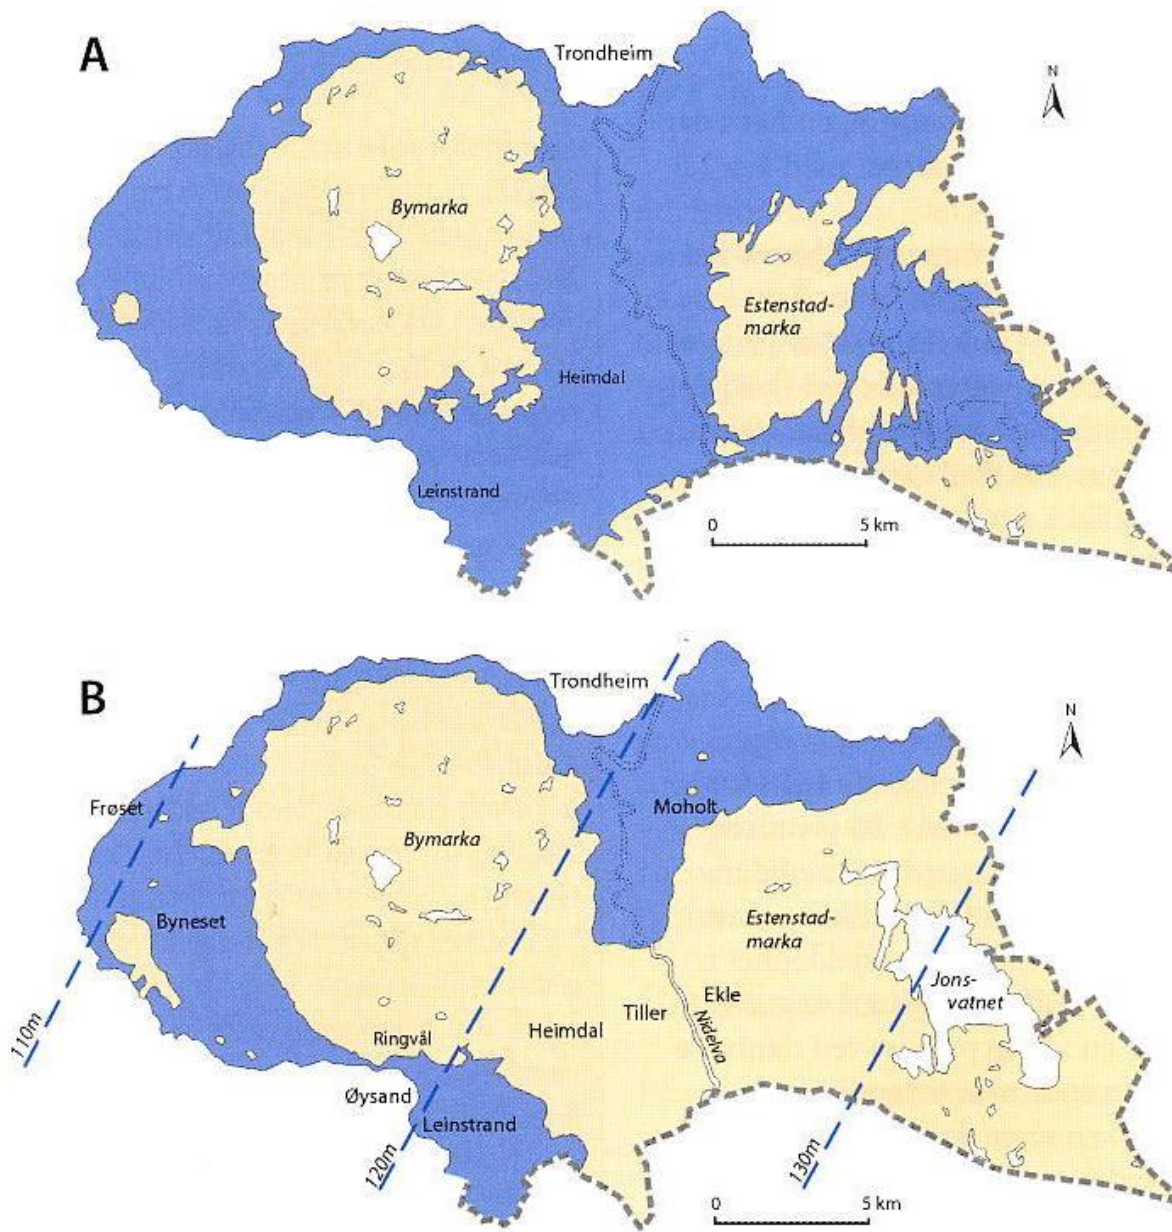 A
Trondheim
N
Bymarka
Estenstad-
marka
Heimdal
Leinstrand
0
5 km
B
Trondheim
N
Frøset
Moholt
Bymarka
Byneset
Estenstad-
marka
Jons-
vatnet
Ekle
Tiller
Nidelva
Heimdal
Ringvål
110m
Øysand
Leinstrand
120m
130m
0
5 km